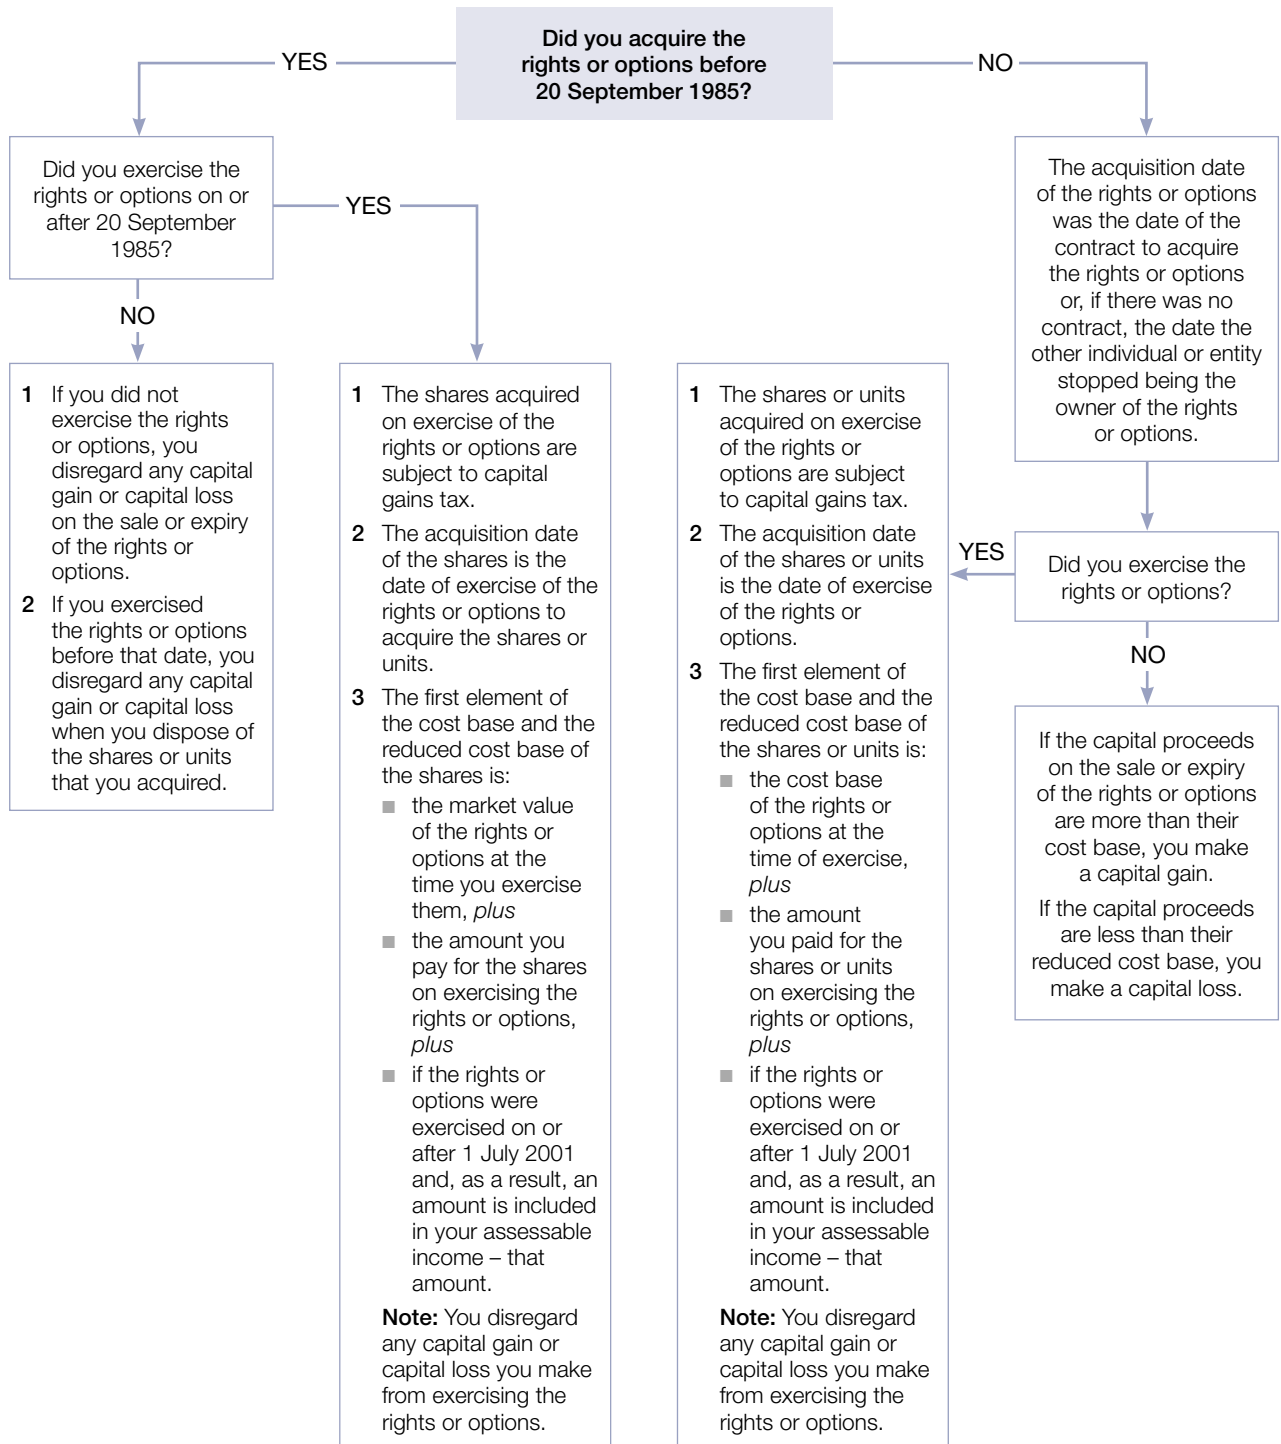 Did you acquire the
rights or options before
20 September 1985?
YES
NO
Did you exercise the
rights or options on or
after 20 September
1985?
YES
NO
1 If you did not
exercise the rights
or options, you
disregard any capital
gain or capital loss
on the sale or expiry
of the rights or
options.
2 If you exercised
the rights or options
before that date, you
disregard any capital
gain or capital loss
when you dispose of
the shares or units
that you acquired.
1 The shares acquired
on exercise of the
rights or options are
subject to capital
gains tax.
2 The acquisition date
of the shares is the
date of exercise of the
rights or options to
acquire the shares or
units.
3 The first element of
the cost base and the
reduced cost base of
the shares is:
■ the market value
of the rights or
options at the
time you exercise
them, plus
■ the amount you
pay for the shares
on exercising the
rights or options,
plus
■ if the rights or
options were
exercised on or
after 1 July 2001
and, as a result, an
amount is included
in your assessable
income – that
amount.
Note: You disregard
any capital gain or
capital loss you make
from exercising the
rights or options.
The acquisition date
of the rights or options
was the date of the
contract to acquire
the rights or options
or, if there was no
contract, the date the
other individual or entity
stopped being the
owner of the rights
or options.
Did you exercise the
rights or options?
YES
NO
1 The shares or units
acquired on exercise
of the rights or
options are subject
to capital gains tax.
2 The acquisition date
of the shares or units
is the date of exercise
of the rights or
options.
3 The first element of
the cost base and the
reduced cost base of
the shares or units is:
■ the cost base
of the rights or
options at the
time of exercise,
plus
■ the amount
you paid for the
shares or units
on exercising the
rights or options,
plus
■ if the rights or
options were
exercised on or
after 1 July 2001
and, as a result, an
amount is included
in your assessable
income – that
amount.
Note: You disregard
any capital gain or
capital loss you make
from exercising the
rights or options.
If the capital proceeds
on the sale or expiry
of the rights or options
are more than their
cost base, you make
a capital gain.
If the capital proceeds
are less than their
reduced cost base, you
make a capital loss.